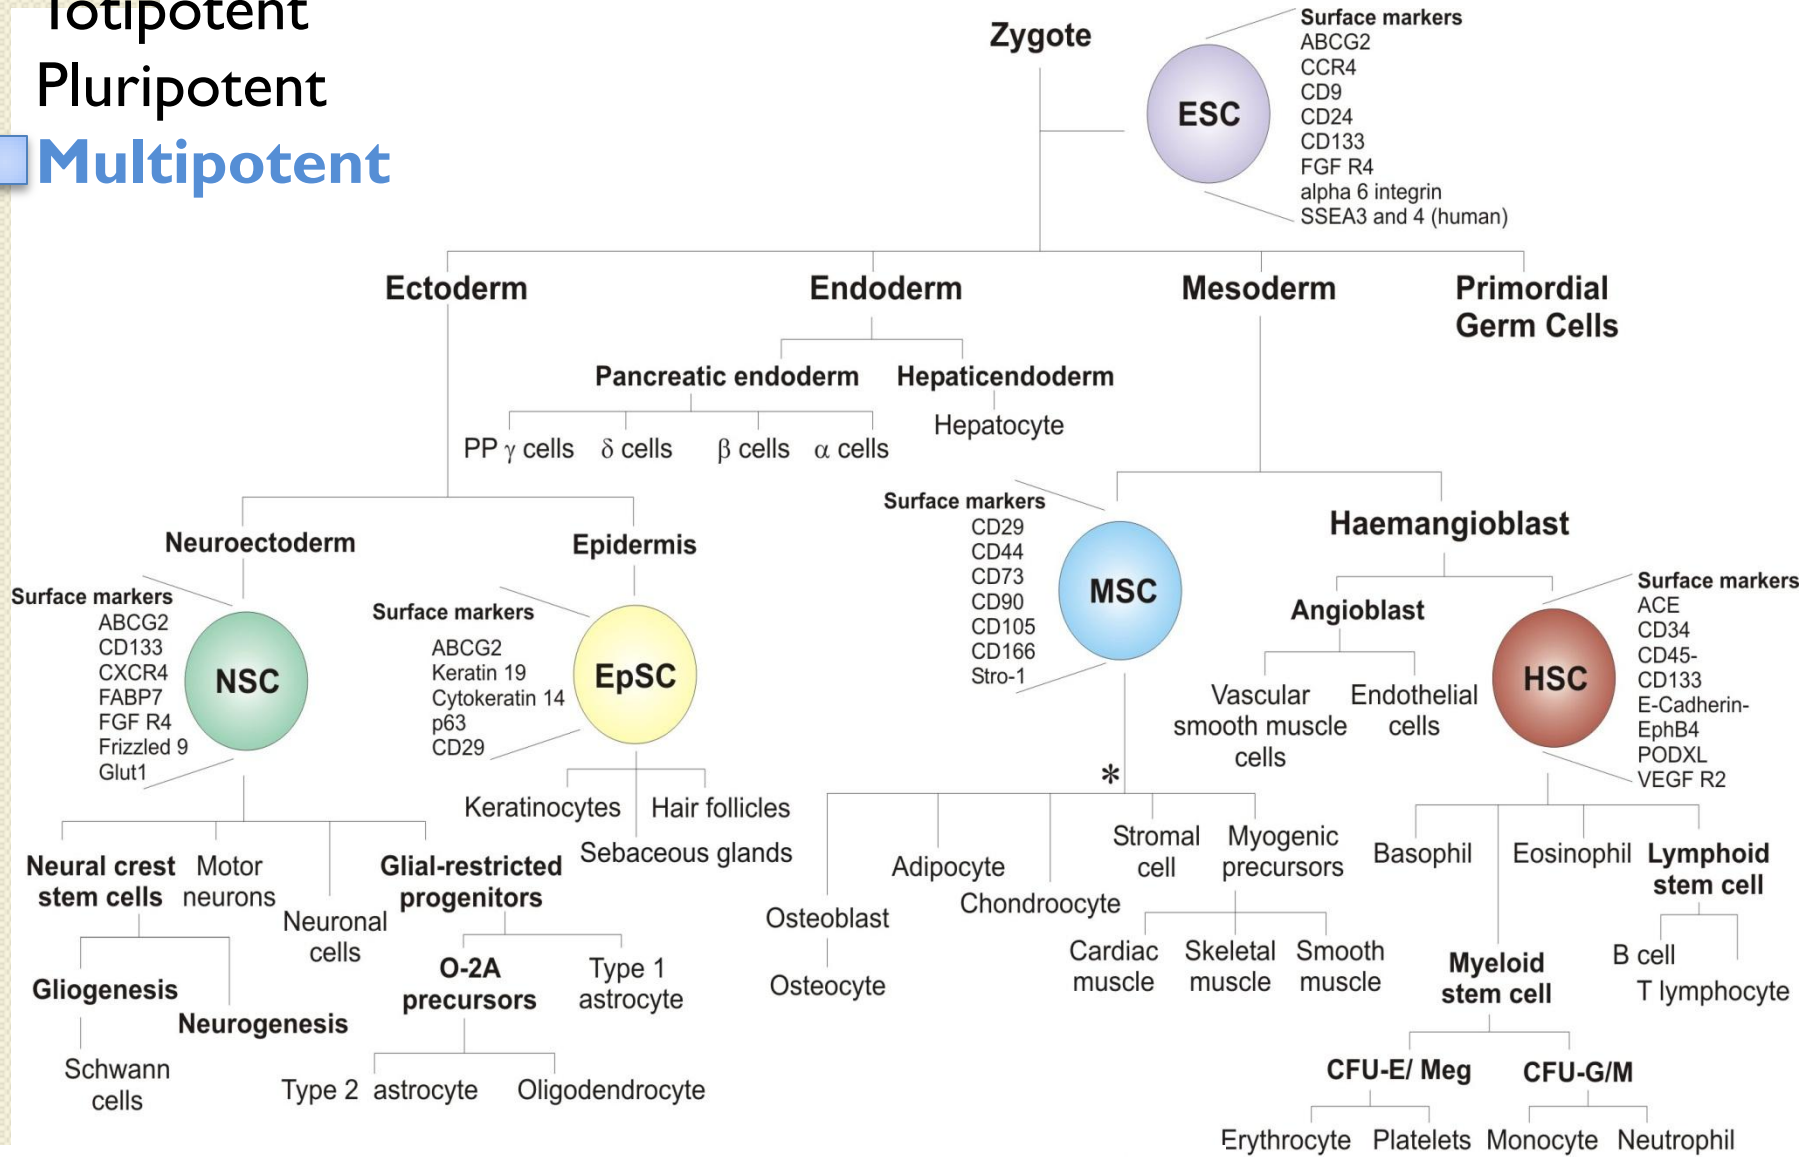 Totipotent
Pluripotent
Multipotent
Zygote
ESC
Surface markers
ABCG2
CCR4
CD9
CD24
CD133
FGF R4
alpha 6 integrin
SSEA3 and 4 (human)
Ectoderm
Endoderm
Mesoderm
Primordial
Germ Cells
Pancreatic endoderm
Hepaticendoderm
Hepatocyte
PP γ cells
δ cells
β cells
α cells
Neuroectoderm
Epidermis
Surface markers
ABCG2
CD133
CXCR4
FABP7
FGF R4
Frizzled 9
Glut1
NSC
Surface markers
ABCG2
Keratin 19
Cytokeratin 14
p63
CD29
EpSC
Surface markers
CD29
CD44
CD73
CD90
CD105
CD166
Stro-1
MSC
Haemangioblast
Angioblast
Vascular
smooth muscle
cells
Endothelial
cells
HSC
Surface markers
ACE
CD34
CD45-
CD133
E-Cadherin-
EphB4
PODXL
VEGF R2
Keratinocytes
Hair follicles
Sebaceous glands
Neural crest
stem cells
Motor
neurons
Neuronal
cells
Glial-restricted
progenitors
Gliogenesis
Neurogenesis
Schwann
cells
O-2A
precursors
Type 1
astrocyte
Type 2 astrocyte
Oligodendrocyte
*
Osteoblast
Osteocyte
Adipocyte
Chondroocyte
Stromal
cell
Myogenic
precursors
Cardiac
muscle
Skeletal
muscle
Smooth
muscle
Basophil
Eosinophil
Lymphoid
stem cell
B cell
T lymphocyte
Myeloid
stem cell
CFU-E/ Meg
CFU-G/M
Erythrocyte
Platelets
Monocyte
Neutrophil